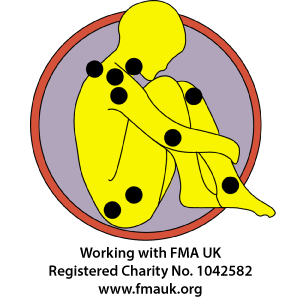 Working with FMA UK
Registered Charity No. 1042582
www.fmauk.org